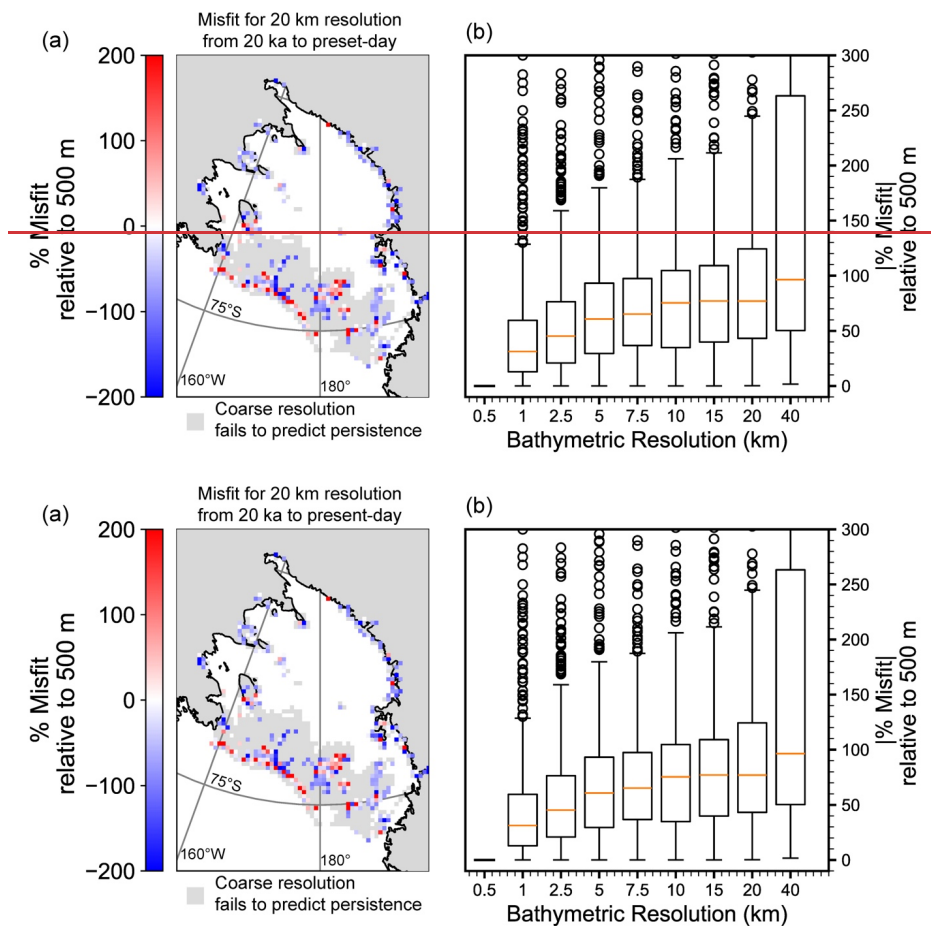 Misfit for 20 km resolution
from 20 ka to preset-day
(a)
(b)
200
100
0
−100
−200
% Misfit
relative to 500 m
75°S
160°W
180°
Coarse resolution
fails to predict persistence
300
250
200
150
100
50
0
|% Misfit|
relative to 500 m
0.5 1 2.5 5 7.5 10 15 20 40
Bathymetric Resolution (km)
Misfit for 20 km resolution
from 20 ka to present-day
(a)
(b)
200
100
0
−100
−200
% Misfit
relative to 500 m
75°S
160°W
180°
Coarse resolution
fails to predict persistence
300
250
200
150
100
50
0
|% Misfit|
relative to 500 m
0.5 1 2.5 5 7.5 10 15 20 40
Bathymetric Resolution (km)